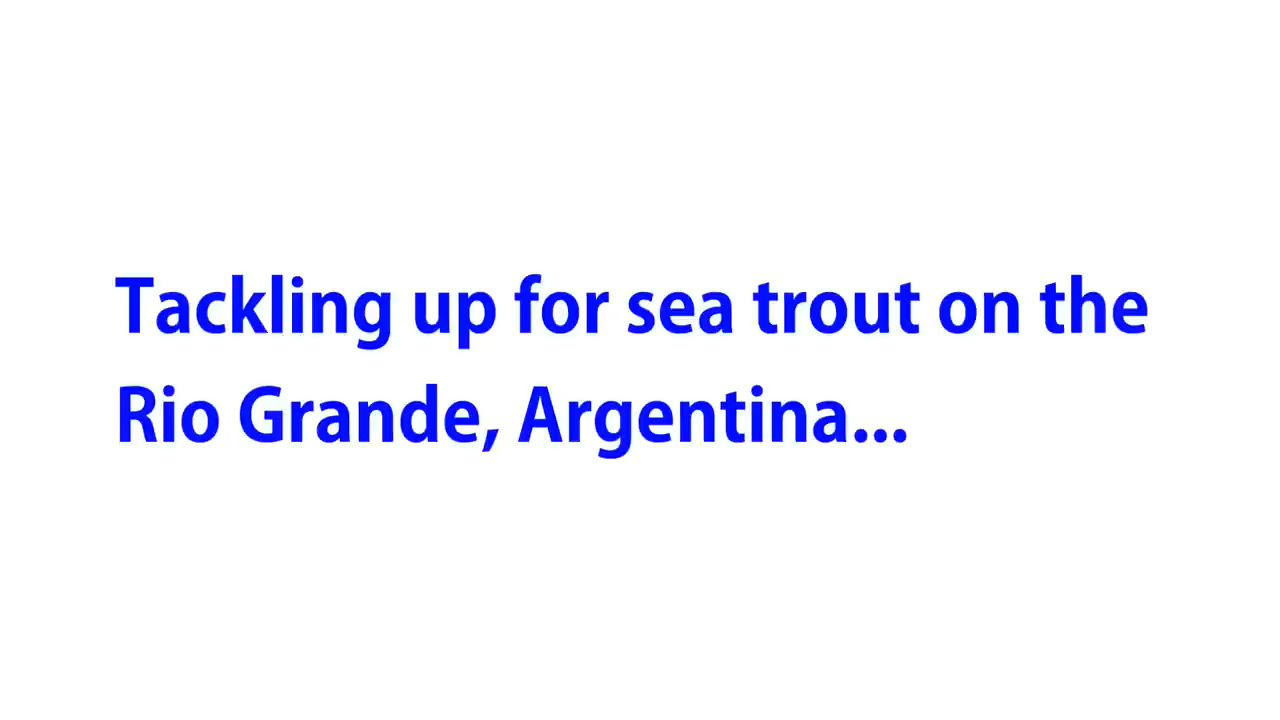 Tackling up for sea trout on the
Rio Grande, Argentina...